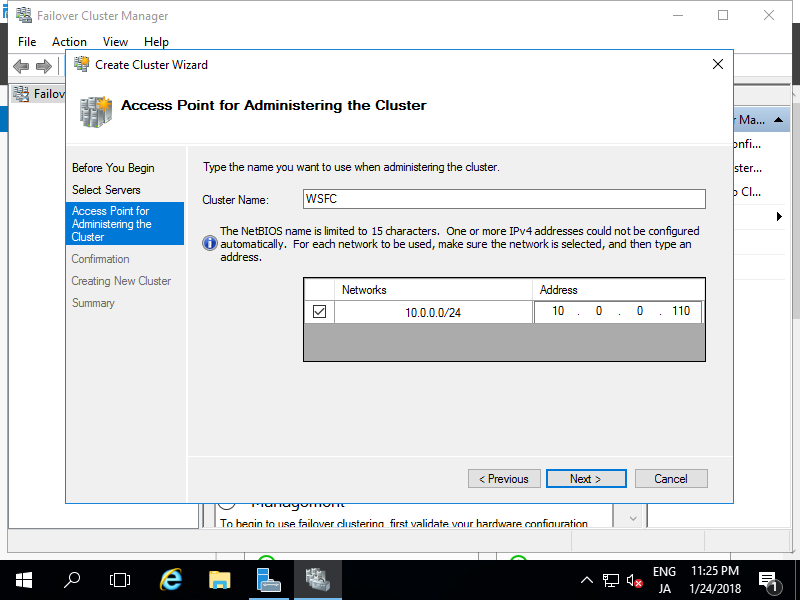 Failover Cluster Manager
File Action View Help
Create Cluster Wizard
Failov
Access Point for Administering the Cluster
Before You Begin
Select Servers
Access Point for
Administering the
Cluster
Confirmation
Creating New Cluster
Summary
Type the name you want to use when administering the cluster.
Cluster Name: WSFC
The NetBIOS name is limited to 15 characters. One or more IPv4 addresses could not be configured
automatically. For each network to be used, make sure the network is selected, and then type an
address.
Networks Address
10.0.0.0/24 10 . 0 . 0 . 110
< Previous Next > Cancel
r Ma...
onfi...
ster...
o Cl...
Management
To begin to use failover clustering, first validate your hardware configuration
ENG
JA
11:25 PM
1/24/2018
1